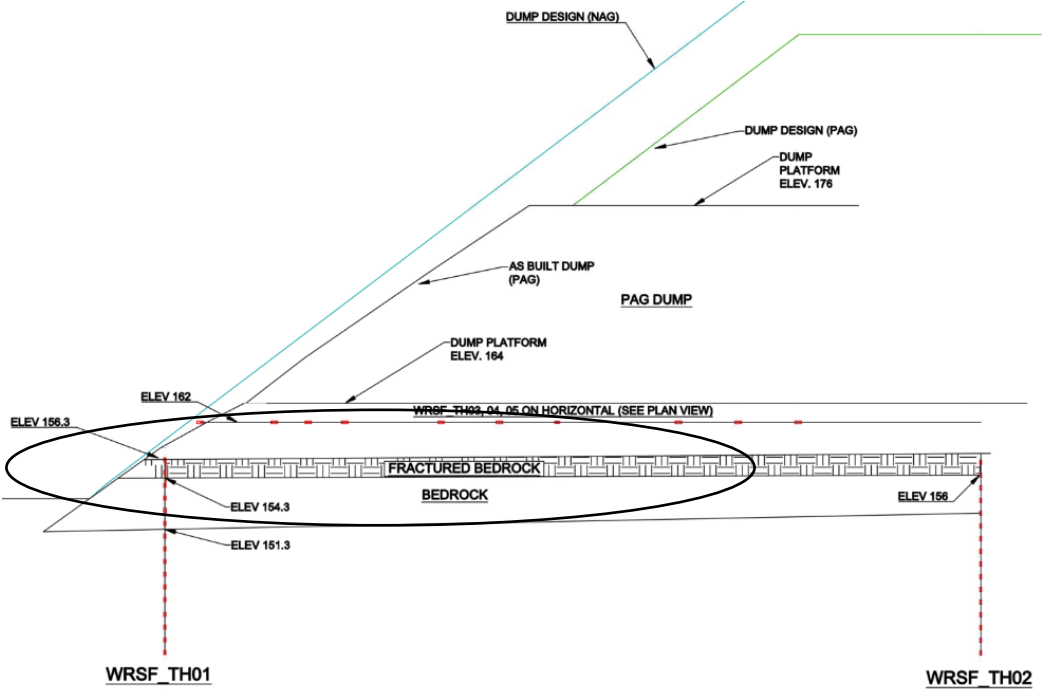 DUMP DESIGN (NAG)
DUMP DESIGN (PAG)
DUMP
PLATFORM
ELEV. 176
AS BUILT DUMP
(PAG)
PAG DUMP
DUMP PLATFORM
ELEV. 164
ELEV 162
WRSF_TH03, 04, 05 ON HORIZONTAL (SEE PLAN VIEW)
ELEV 156.3
FRACTURED BEDROCK
BEDROCK
ELEV 156
ELEV 154.3
ELEV 151.3
WRSF_TH01
WRSF_TH02